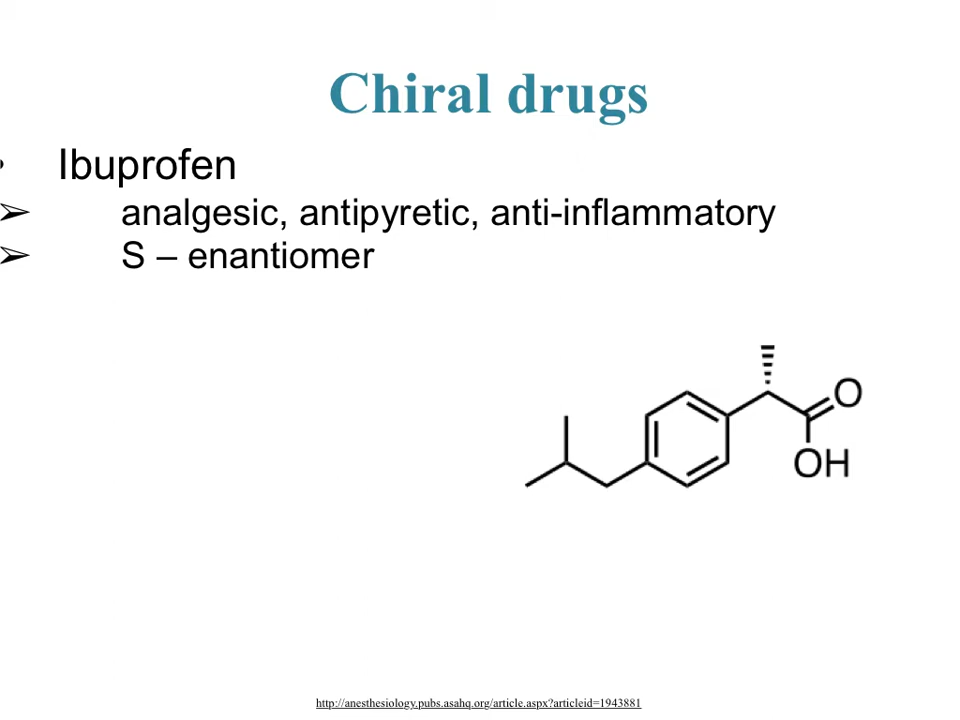 Chiral drugs
• Ibuprofen
➢ analgesic, antipyretic, anti-inflammatory
➢ S – enantiomer
O
OH
http://anesthesiology.pubs.asahq.org/article.aspx?articleid=1943881